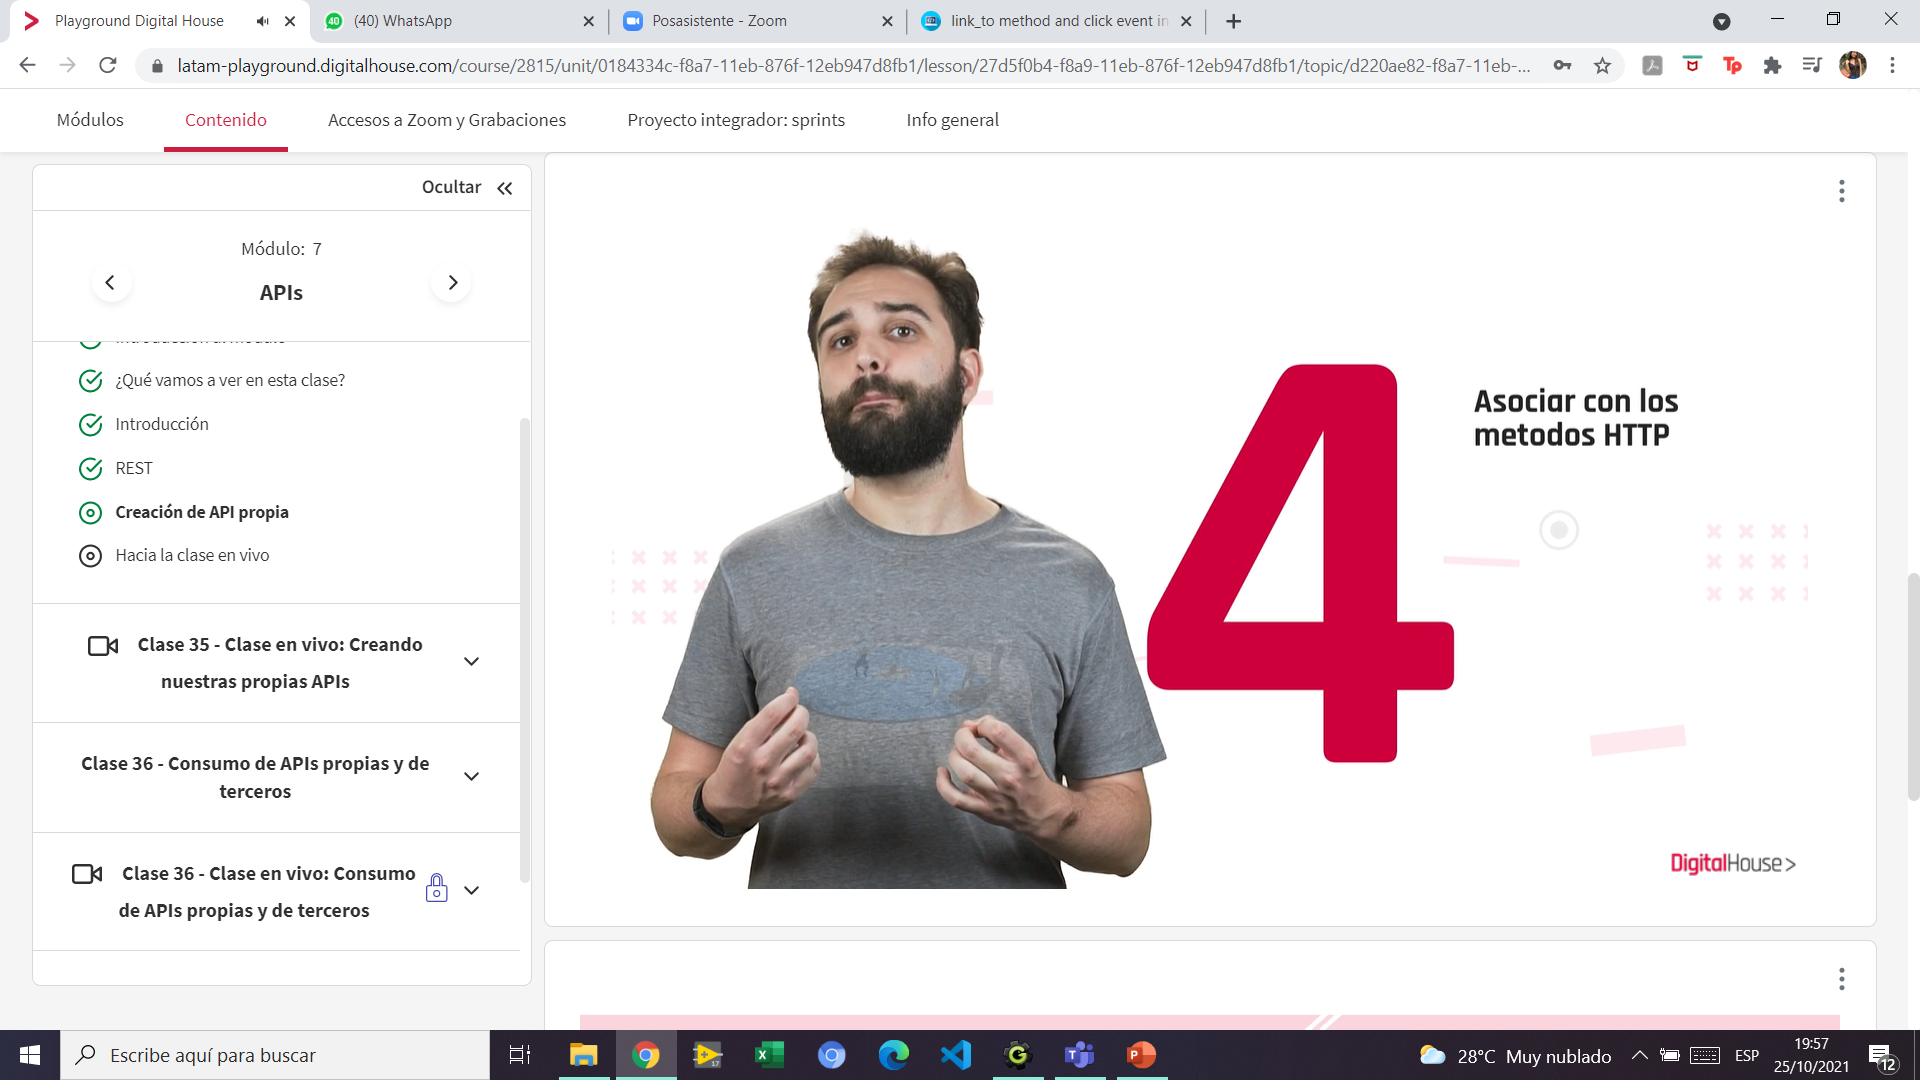 Playground Digital House
(40) WhatsApp
Posasistente - Zoom
link_to method and click event in
latam-playground.digitalhouse.com/course/2815/unit/0184334c-f8a7-11eb-876f-12eb947d8fb1/lesson/27d5f0b4-f8a9-11eb-876f-12eb947d8fb1/topic/d220ae82-f8a7-11eb-...
Módulos
Contenido
Accesos a Zoom y Grabaciones
Proyecto integrador: sprints
Info general
Ocultar
Módulo: 7
APIs
¿Qué vamos a ver en esta clase?
Introducción
REST
Creación de API propia
Hacia la clase en vivo
Clase 35 - Clase en vivo: Creando
nuestras propias APIs
Clase 36 - Consumo de APIs propias y de
terceros
Clase 36 - Clase en vivo: Consumo
de APIs propias y de terceros
4
Asociar con los
metodos HTTP
DigitalHouse>
Escribe aquí para buscar
28°C Muy nublado
ESP
19:57
25/10/2021
12